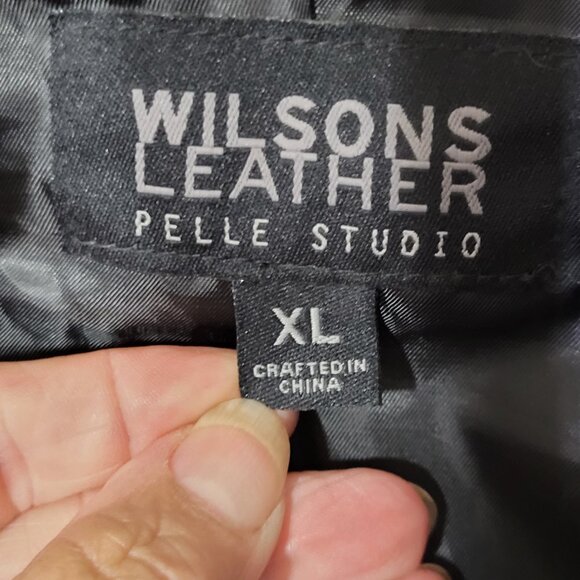 WILSONS
LEATHER
PELLE STUDIO
XL
CRAFTED IN
CHINA